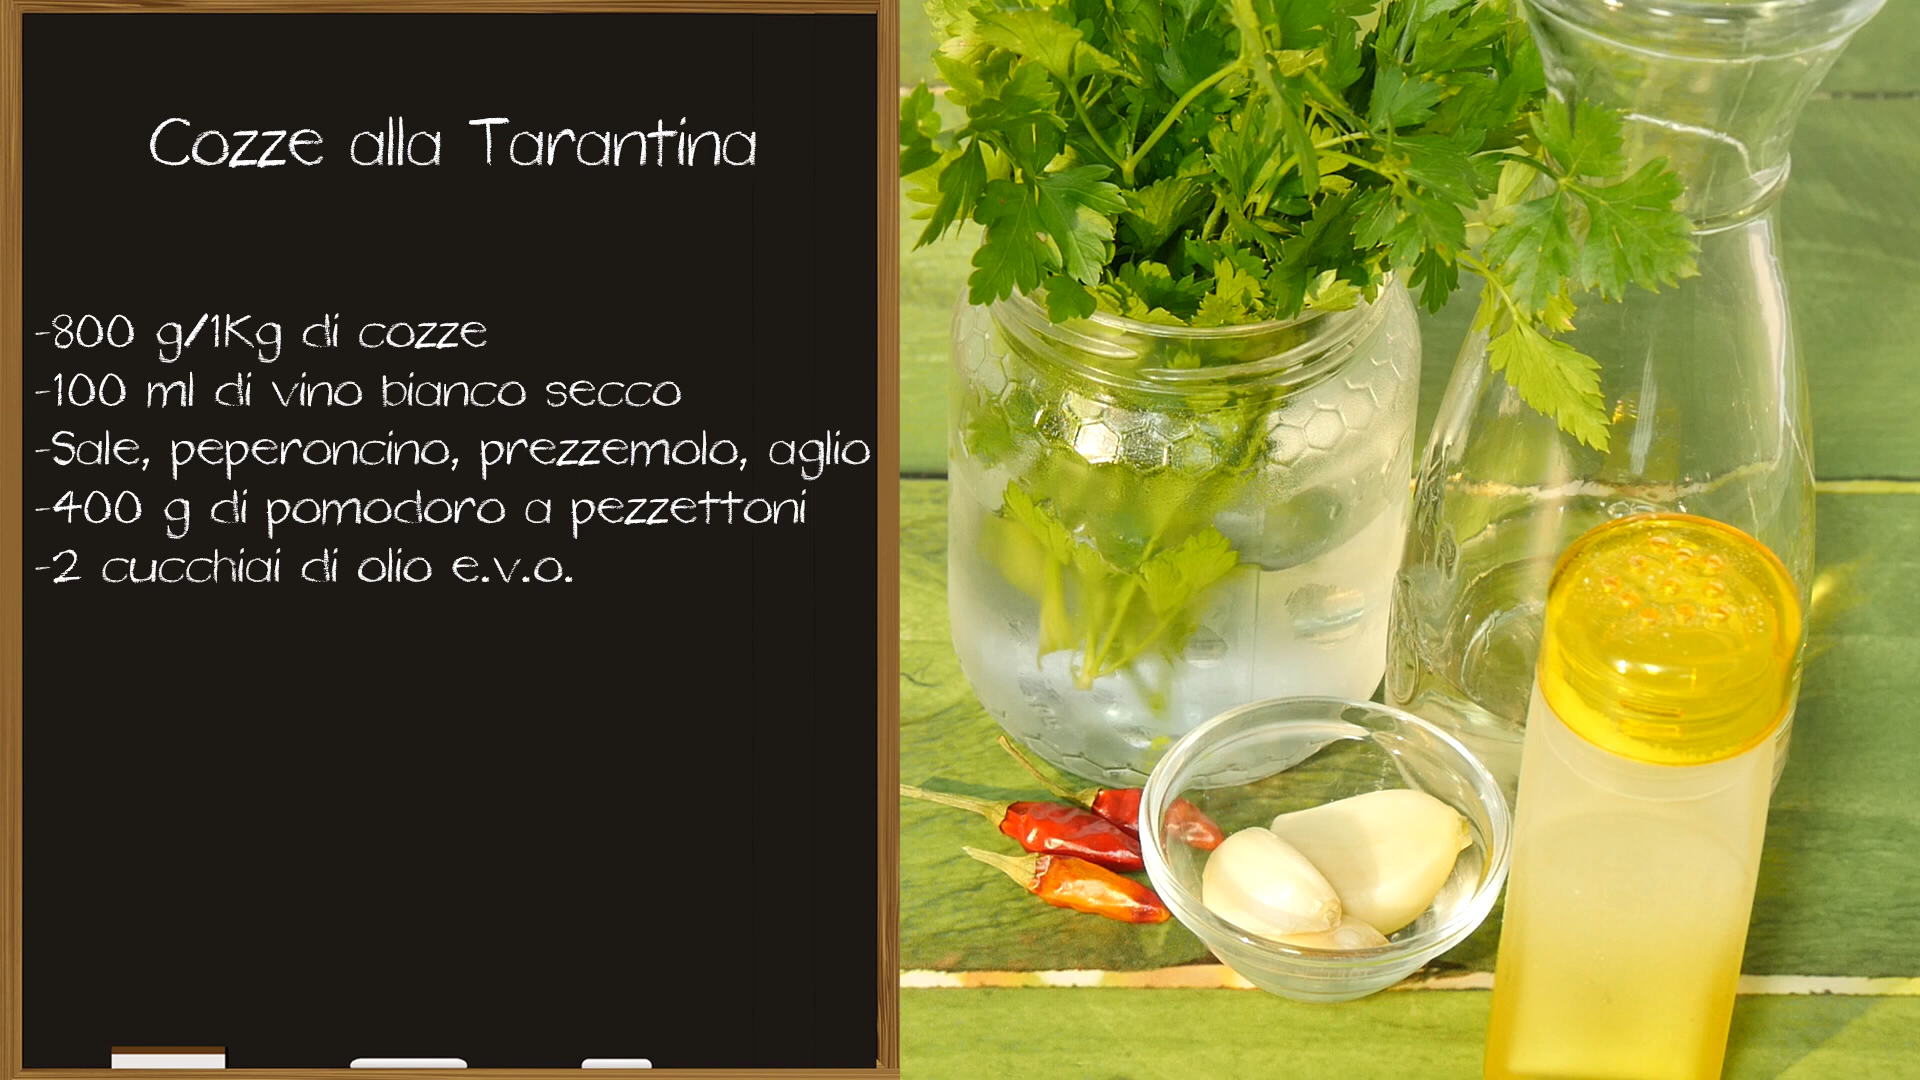 Cozze alla Tarantina
-800 g/1Kg di cozze
-100 ml di vino bianco secco
-Sale, peperoncino, prezzemolo, aglio
-400 g di pomodoro a pezzettoni
-2 cucchiai di olio e.v.o.